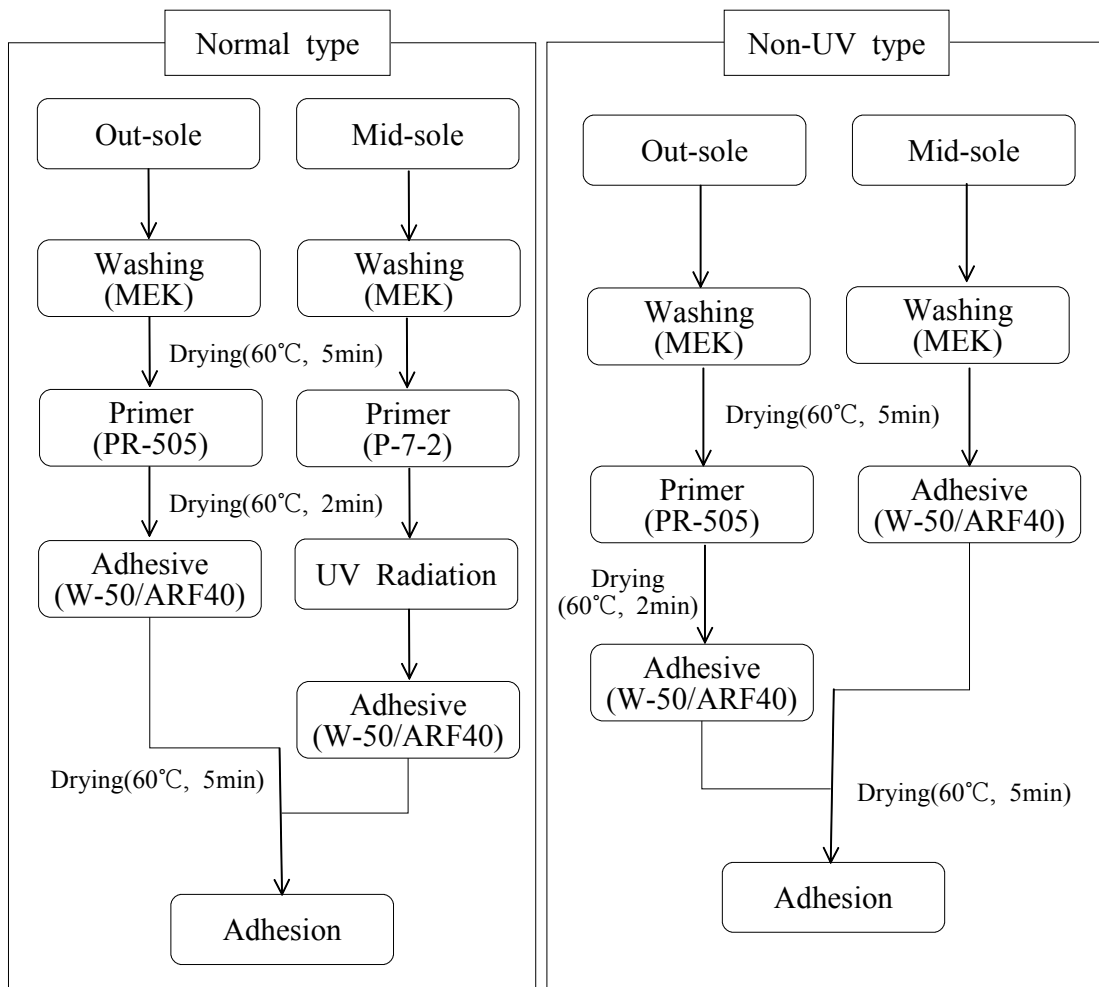 Normal type
Out-sole
Mid-sole
Washing
(MEK)
Washing
(MEK)
Drying(60℃, 5min)
Primer
(PR-505)
Primer
(P-7-2)
Drying(60℃, 2min)
Adhesive
(W-50/ARF40)
UV Radiation
Adhesive
(W-50/ARF40)
Drying(60℃, 5min)
Adhesion
Non-UV type
Out-sole
Mid-sole
Washing
(MEK)
Washing
(MEK)
Drying(60℃, 5min)
Primer
(PR-505)
Adhesive
(W-50/ARF40)
Drying
(60℃, 2min)
Adhesive
(W-50/ARF40)
Drying(60℃, 5min)
Adhesion